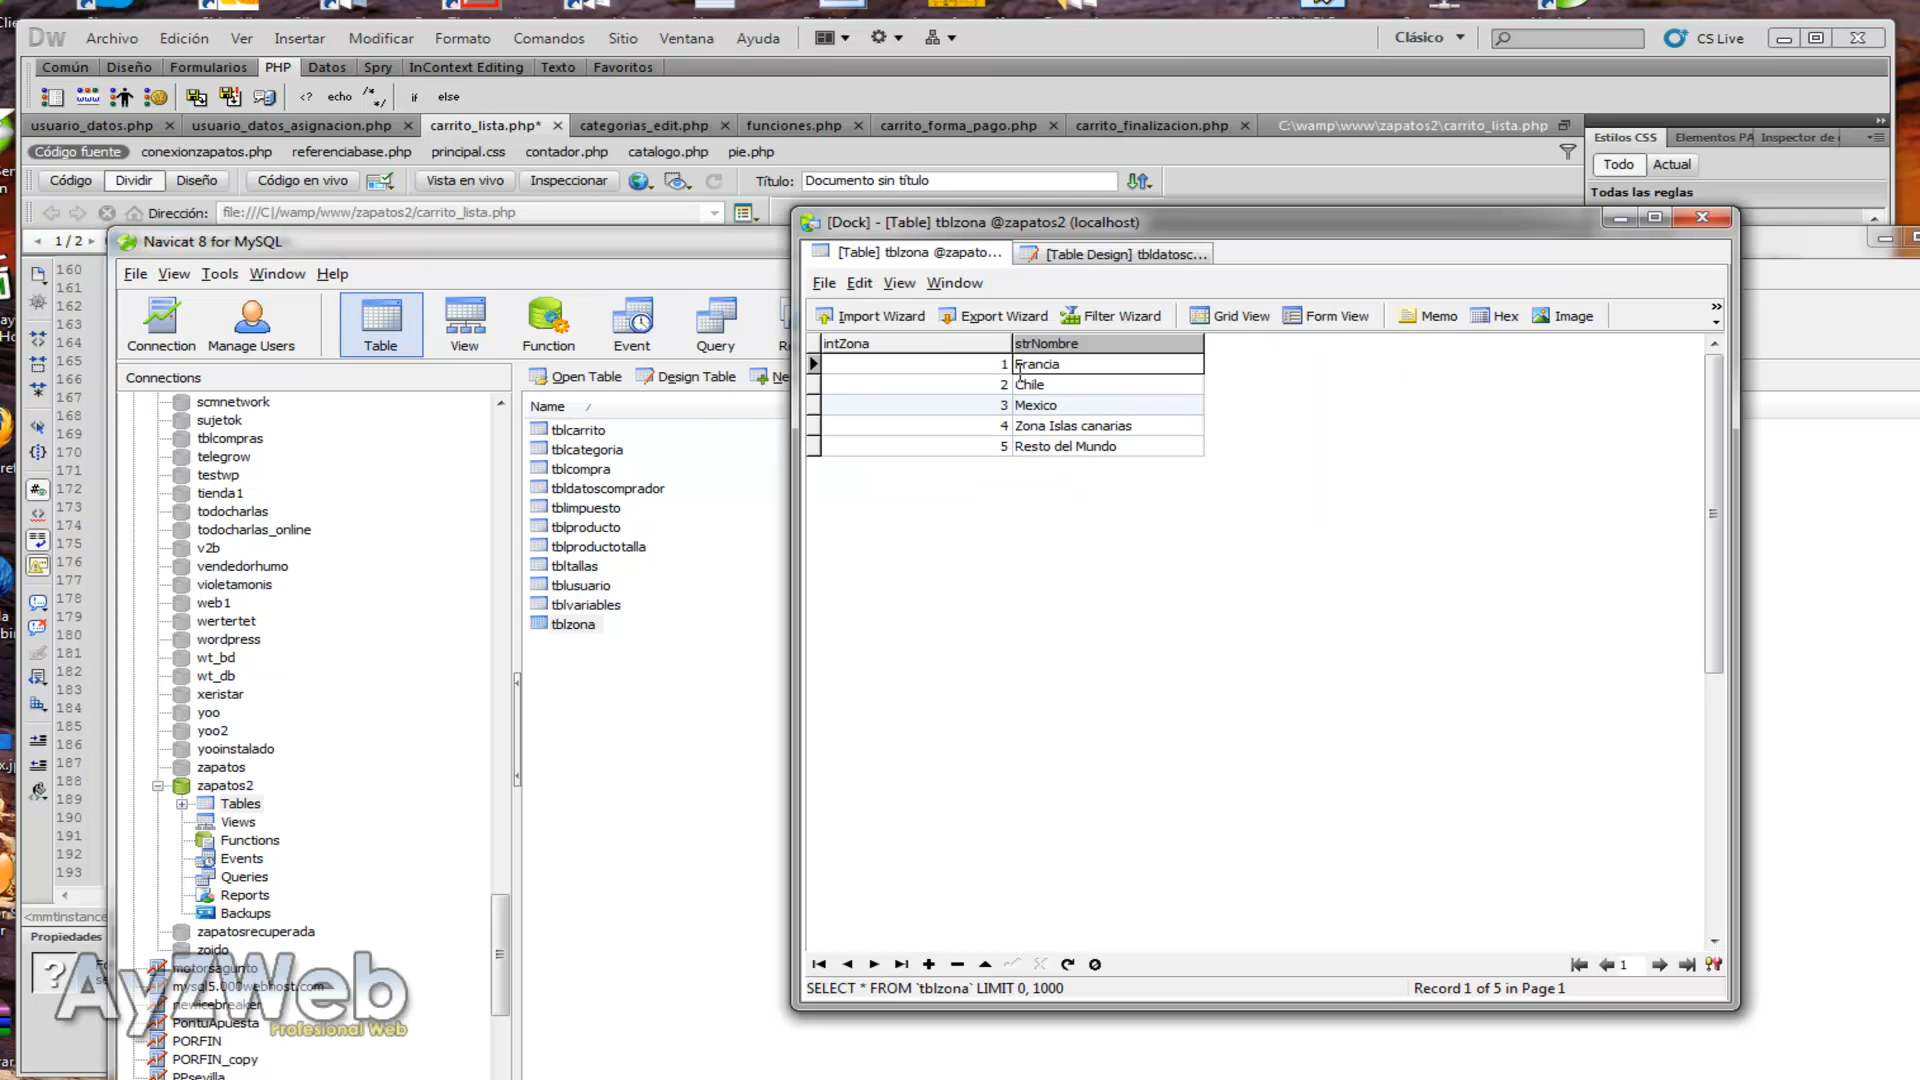 Dw Archivo Edición Ver Insertar Modificar Formato Comandos Sitio Ventana Ayuda Clásico CS Live
Común Diseño Formularios PHP Datos Spry InContext Editing Texto Favoritos
<? echo /* */ if else
usuario_datos.php usuario_datos_asignacion.php carrito_lista.php* categorias_edit.php funciones.php carrito_forma_pago.php carrito_finalizacion.php C:\wamp\www\zapatos2\carrito_lista.php
Estilos CSS Elementos PA Inspector de
Código fuente conexionzapatos.php referenciabase.php principal.css contador.php catalogo.php pie.php
Todo Actual
Código Dividir Diseño Código en vivo Vista en vivo Inspeccionar Título: Documento sin título
Todas las reglas
Dirección: file:///C|/wamp/www/zapatos2/carrito_lista.php
1 / 2
160
161
162
163
164
165
166
167
168
169
170
171
172
173
174
175
176
177
178
179
180
181
182
183
184
185
186
187
188
189
190
191
192
193
<mmtinstance
Propiedades
Navicat 8 for MySQL
File View Tools Window Help
Connection Manage Users Table View Function Event Query
Connections
Open Table Design Table Ne
scmnetwork
sujetok
tblcompras
telegrow
testwp
tienda1
todocharlas
todocharlas_online
v2b
vendedorhumo
violetamonis
web1
wertertet
wordpress
wt_bd
wt_db
xeristar
yoo
yoo2
yooinstalado
zapatos
zapatos2
Tables
Views
Functions
Events
Queries
Reports
Backups
zapatosrecuperada
zoido
motorsagunto
mysql5.000webhost.com
newicebreaker
PontuApuesta
PORFIN
PORFIN_copy
PPsevilla
Name
tblcarrito
tblcategoria
tblcompra
tbldatoscomprador
tblimpuesto
tblproducto
tblproductotalla
tbltallas
tblusuario
tblvariables
tblzona
[Dock] - [Table] tblzona @zapatos2 (localhost)
[Table] tblzona @zapato... [Table Design] tbldatosc...
File Edit View Window
Import Wizard Export Wizard Filter Wizard Grid View Form View Memo Hex Image
intZona strNombre
1 Francia
2 Chile
3 Mexico
4 Zona Islas canarias
5 Resto del Mundo
1
SELECT * FROM `tblzona` LIMIT 0, 1000 Record 1 of 5 in Page 1
AyZWeb
Profesional Web